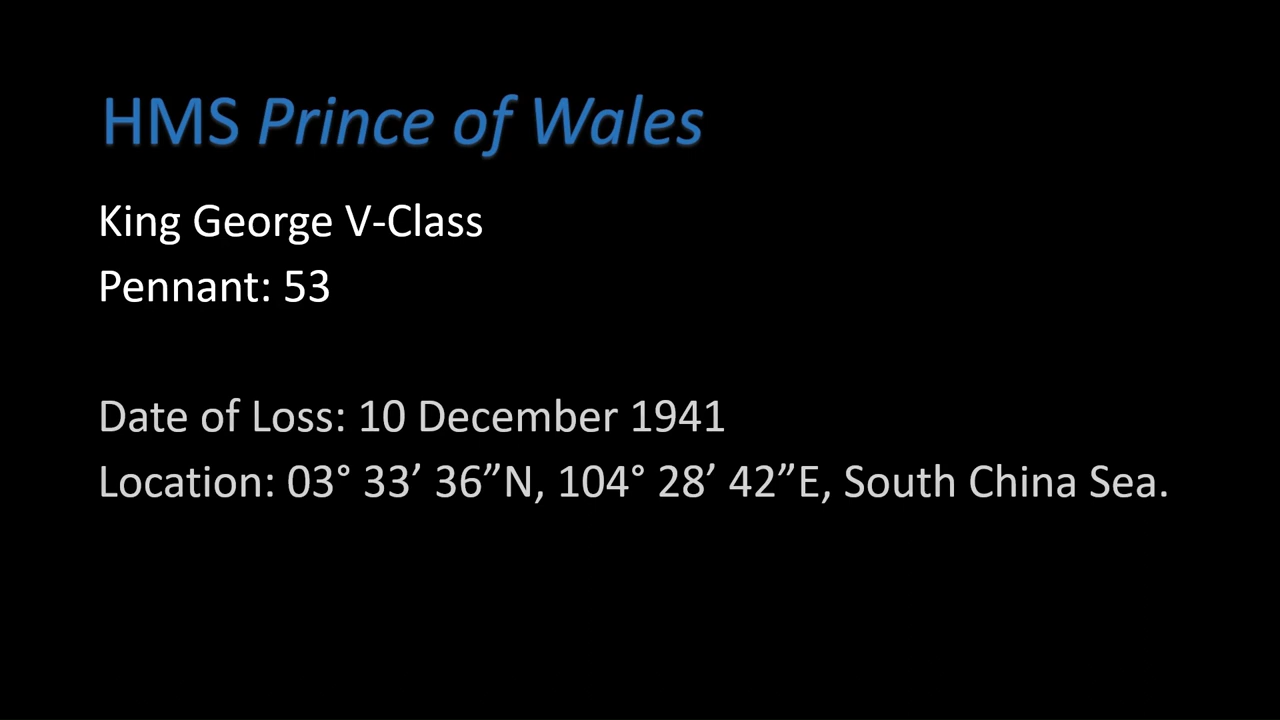 HMS Prince of Wales
King George V-Class
Pennant: 53
Date of Loss: 10 December 1941
Location: 03° 33’ 36”N, 104° 28’ 42”E, South China Sea.